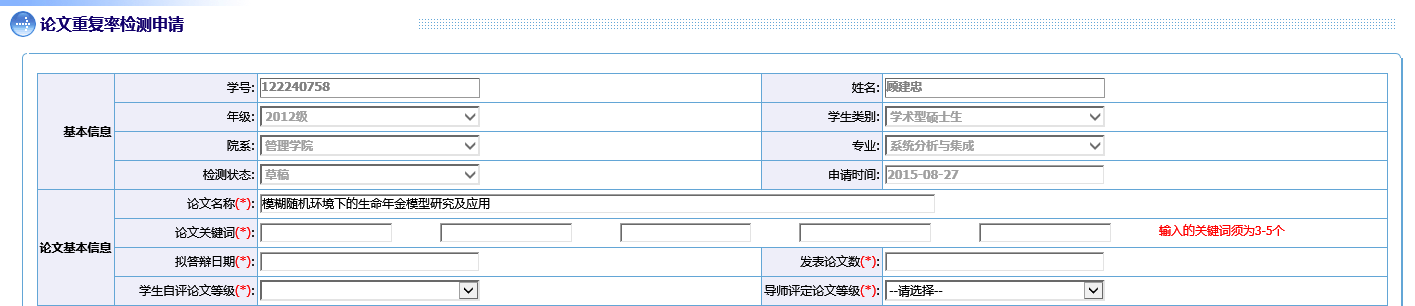 论文重复率检测申请
基本信息
学号: 122240758 姓名: 顾建忠
年级: 2012级 学生类别: 学术型硕士生
院系: 管理学院 专业: 系统分析与集成
检测状态: 草稿 申请时间: 2015-08-27
论文基本信息
论文名称(*): 模糊随机环境下的生命年金模型研究及应用
论文关键词(*): 输入的关键词须为3-5个
拟答辩日期(*): 发表论文数(*):
学生自评论文等级(*): 导师评定论文等级(*): --请选择--